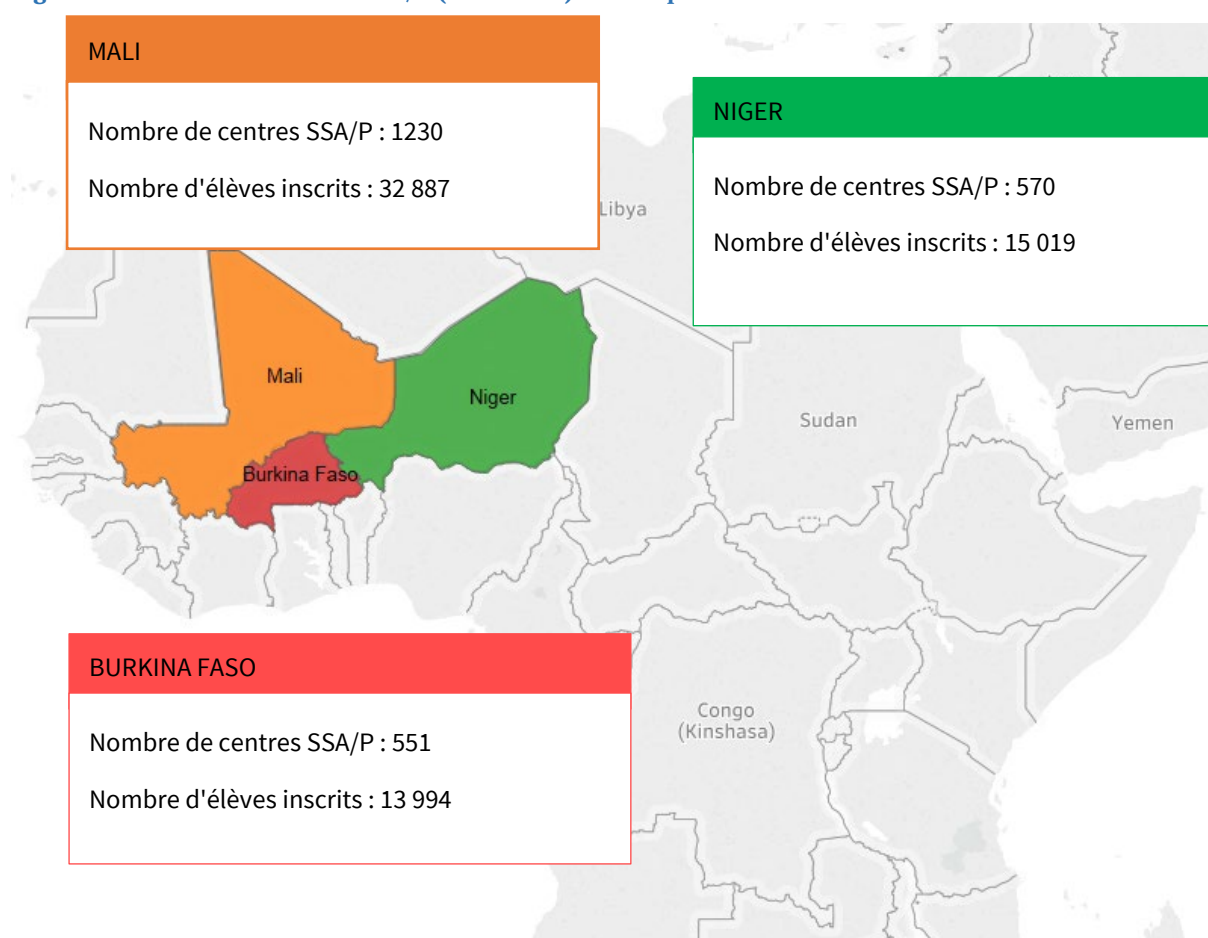 MALI
Nombre de centres SSA/P : 1230
Nombre d'élèves inscrits : 32 887
NIGER
Nombre de centres SSA/P : 570
Nombre d'élèves inscrits : 15 019
Libya
Mali
Niger
Sudan
Yemen
Burkina Faso
BURKINA FASO
Nombre de centres SSA/P : 551
Nombre d'élèves inscrits : 13 994
Congo
(Kinshasa)